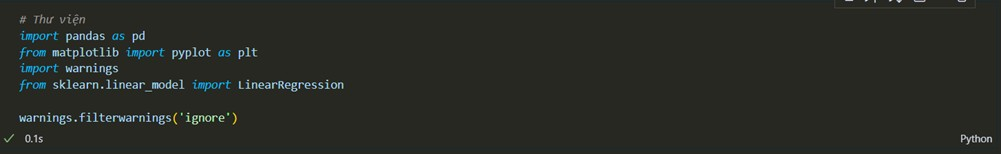 # Thư viện
import pandas as pd
from matplotlib import pyplot as plt
import warnings
from sklearn.linear_model import LinearRegression
warnings.filterwarnings('ignore')
0.1s
Python